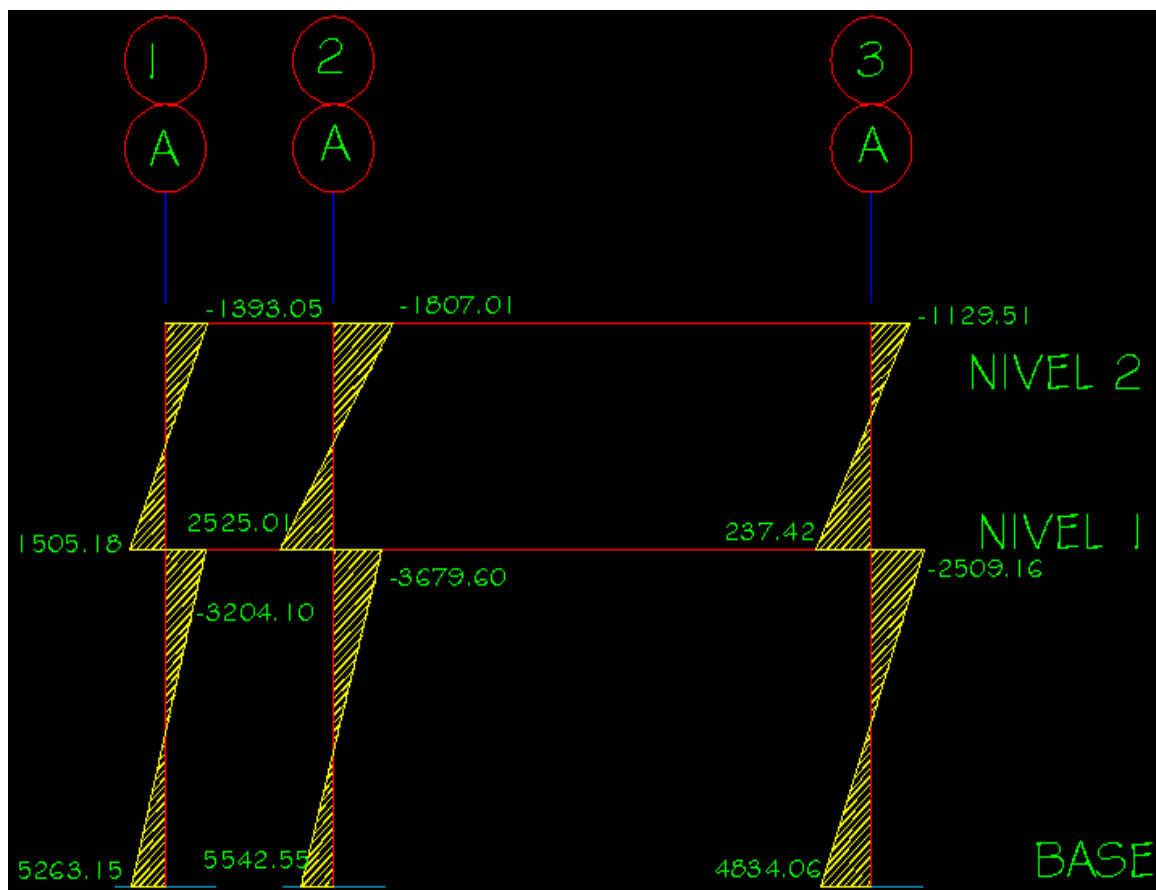 1 2 3
A A A
-1393.05 -1807.01 -1129.51
NIVEL 2
1505.18 2525.01 237.42 NIVEL 1
-3204.10 -3679.60 -2509.16
5263.15 5542.55 4834.06 BASE